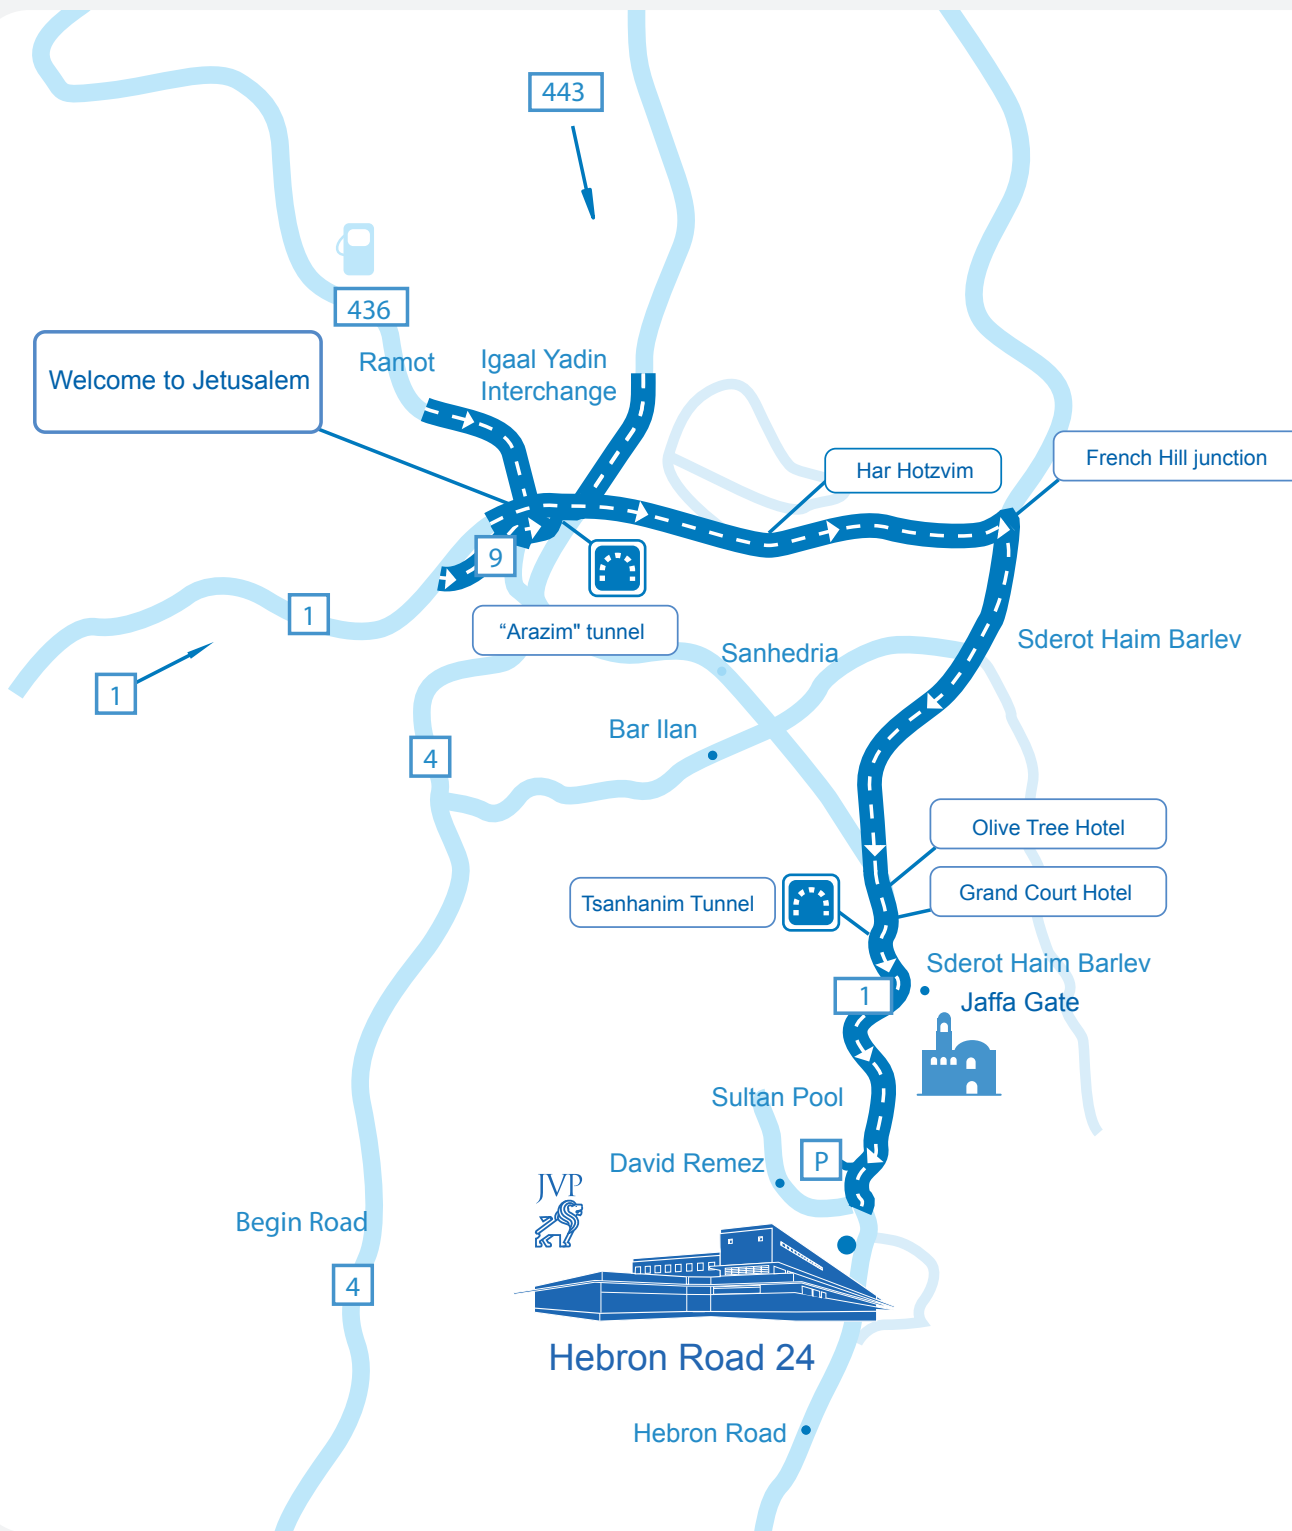 443
436
Ramot
Igaal Yadin
Interchange
Welcome to Jetusalem
Har Hotzvim
French Hill junction
9
1
“Arazim" tunnel
Sanhedria
Sderot Haim Barlev
1
Bar Ilan
4
Olive Tree Hotel
Grand Court Hotel
Tsanhanim Tunnel
Sderot Haim Barlev
1
Jaffa Gate
Sultan Pool
David Remez
P
JVP
Begin Road
4
Hebron Road 24
Hebron Road